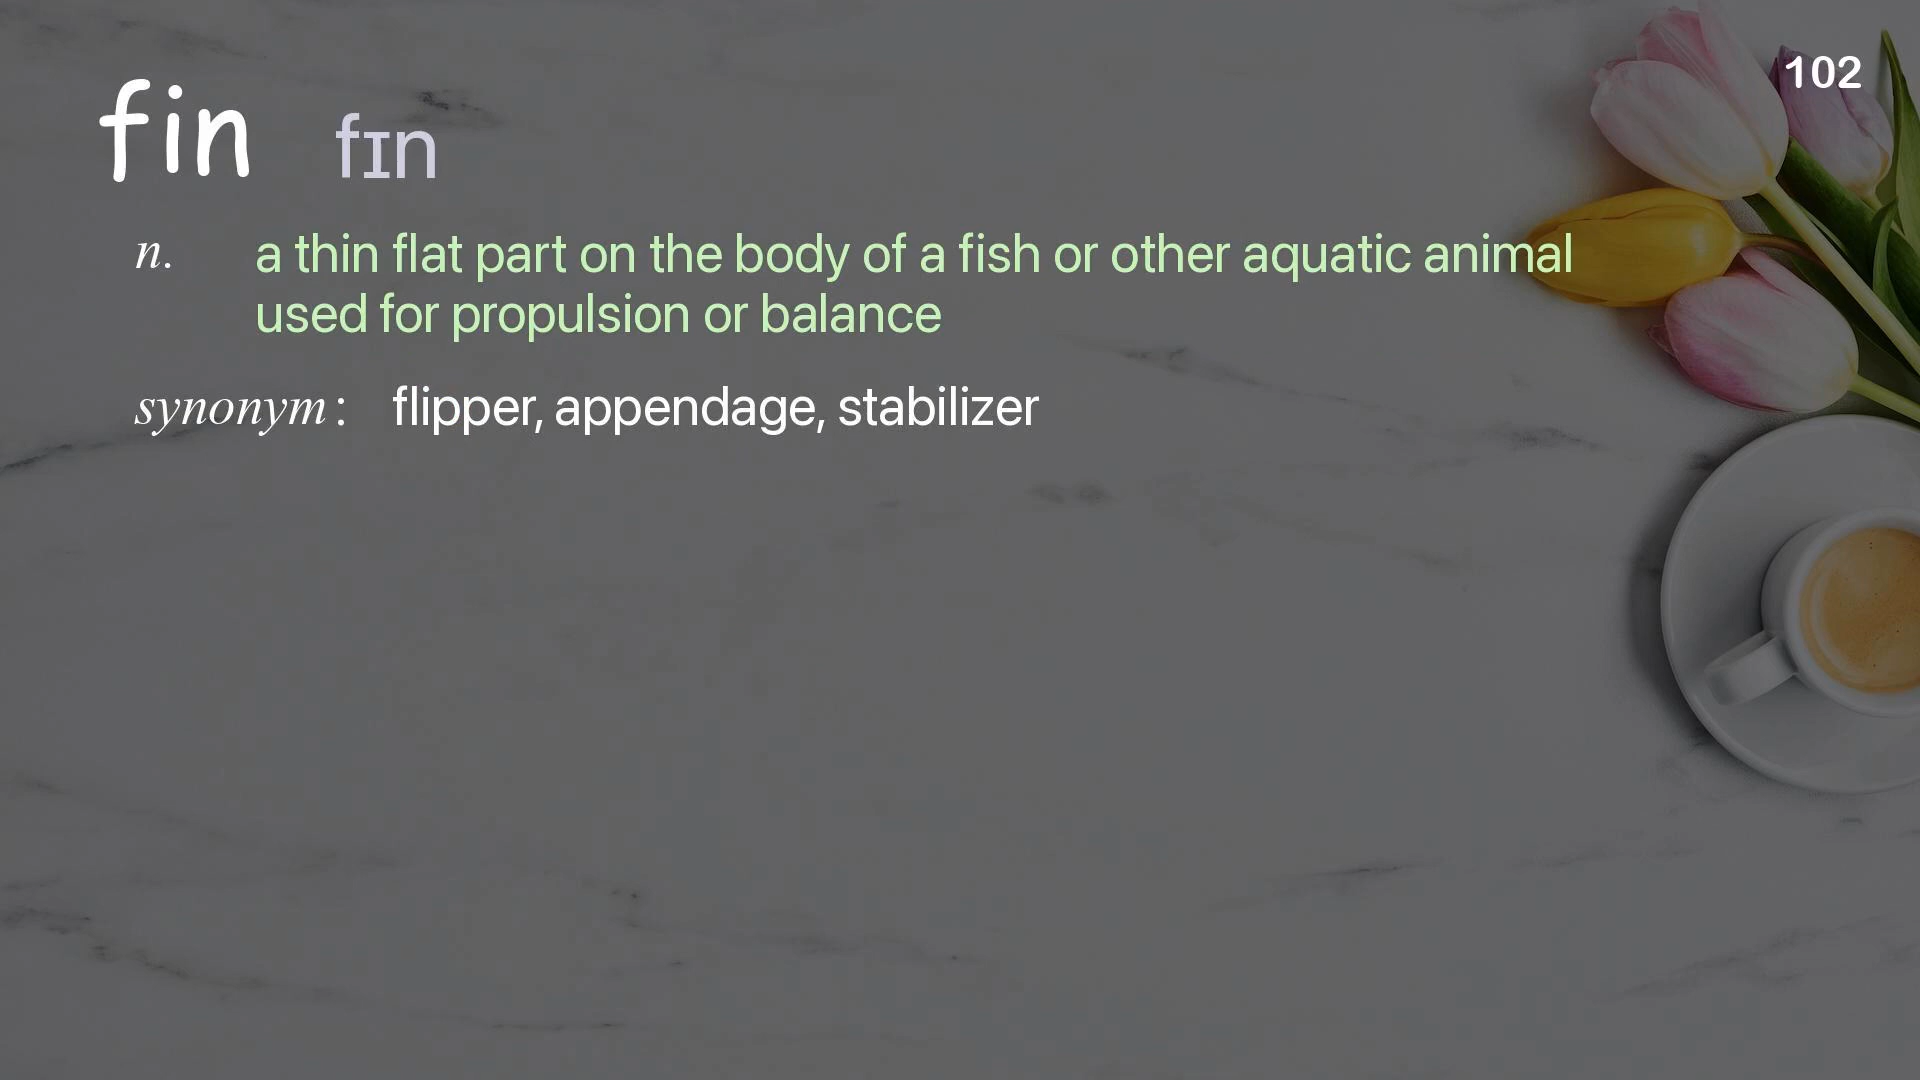 102
fin fɪn
n. a thin flat part on the body of a fish or other aquatic animal
used for propulsion or balance
synonym: flipper, appendage, stabilizer